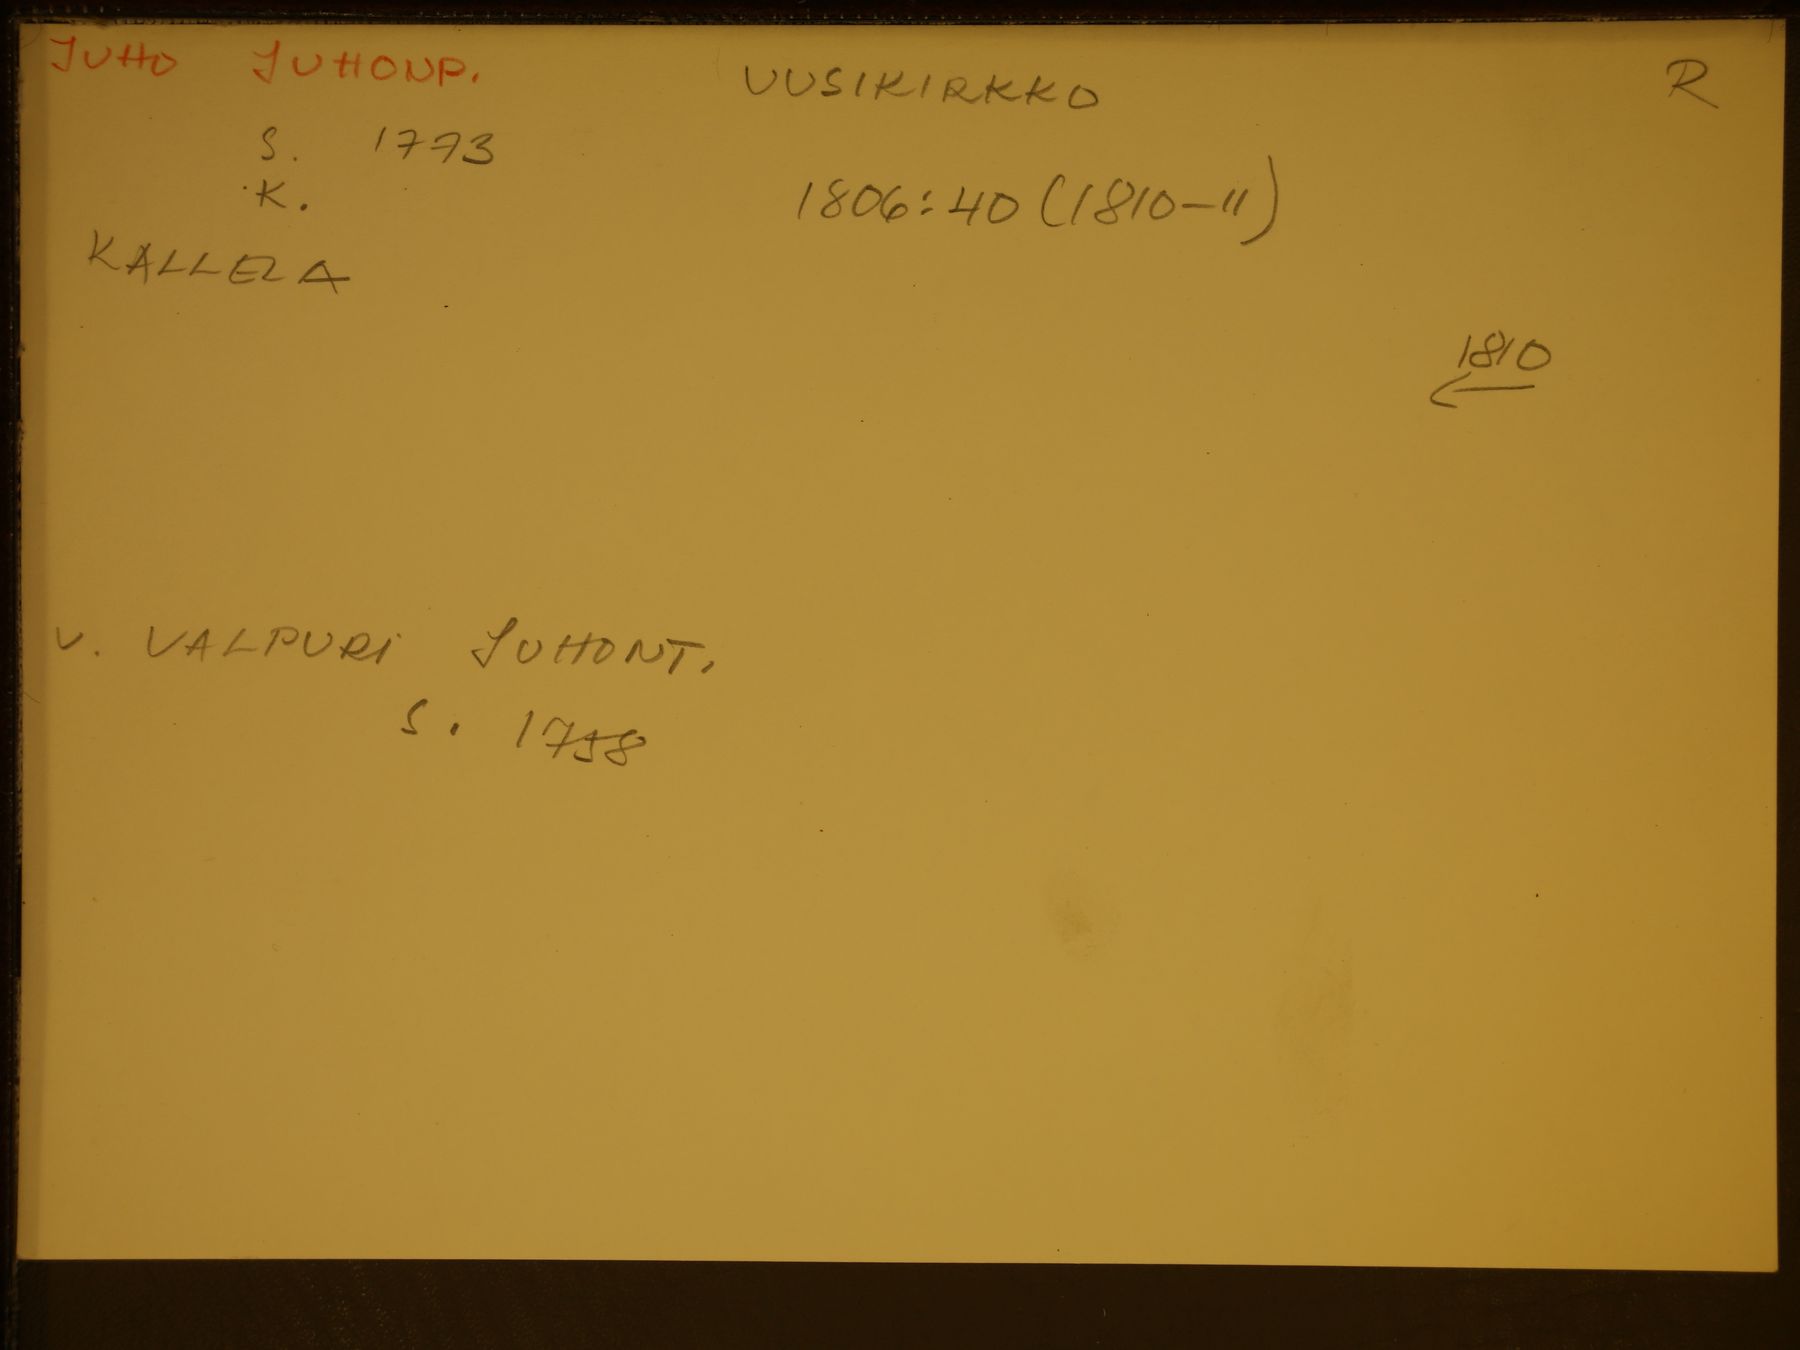 JUHO JUHONP. UUSIKIRKKO R
S. 1773
K. 1806:40 (1810-11)
KALLELA
1810
V. VALPURI JUHONT.
S. 1758